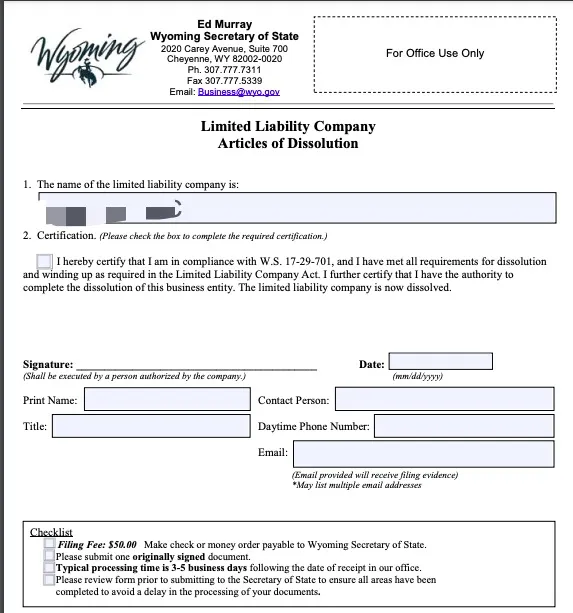 Wyoming
Ed Murray
Wyoming Secretary of State
2020 Carey Avenue, Suite 700
Cheyenne, WY 82002-0020
Ph. 307.777.7311
Fax 307.777.5339
Email: Business@wyo.gov
For Office Use Only
Limited Liability Company
Articles of Dissolution
1. The name of the limited liability company is:
2. Certification. (Please check the box to complete the required certification.)
I hereby certify that I am in compliance with W.S. 17-29-701, and I have met all requirements for dissolution
and winding up as required in the Limited Liability Company Act. I further certify that I have the authority to
complete the dissolution of this business entity. The limited liability company is now dissolved.
Signature: Date:
(Shall be executed by a person authorized by the company.) (mm/dd/yyyy)
Print Name: Contact Person:
Title: Daytime Phone Number:
Email:
(Email provided will receive filing evidence)
*May list multiple email addresses
Checklist
Filing Fee: $50.00 Make check or money order payable to Wyoming Secretary of State.
Please submit one originally signed document.
Typical processing time is 3-5 business days following the date of receipt in our office.
Please review form prior to submitting to the Secretary of State to ensure all areas have been
completed to avoid a delay in the processing of your documents.